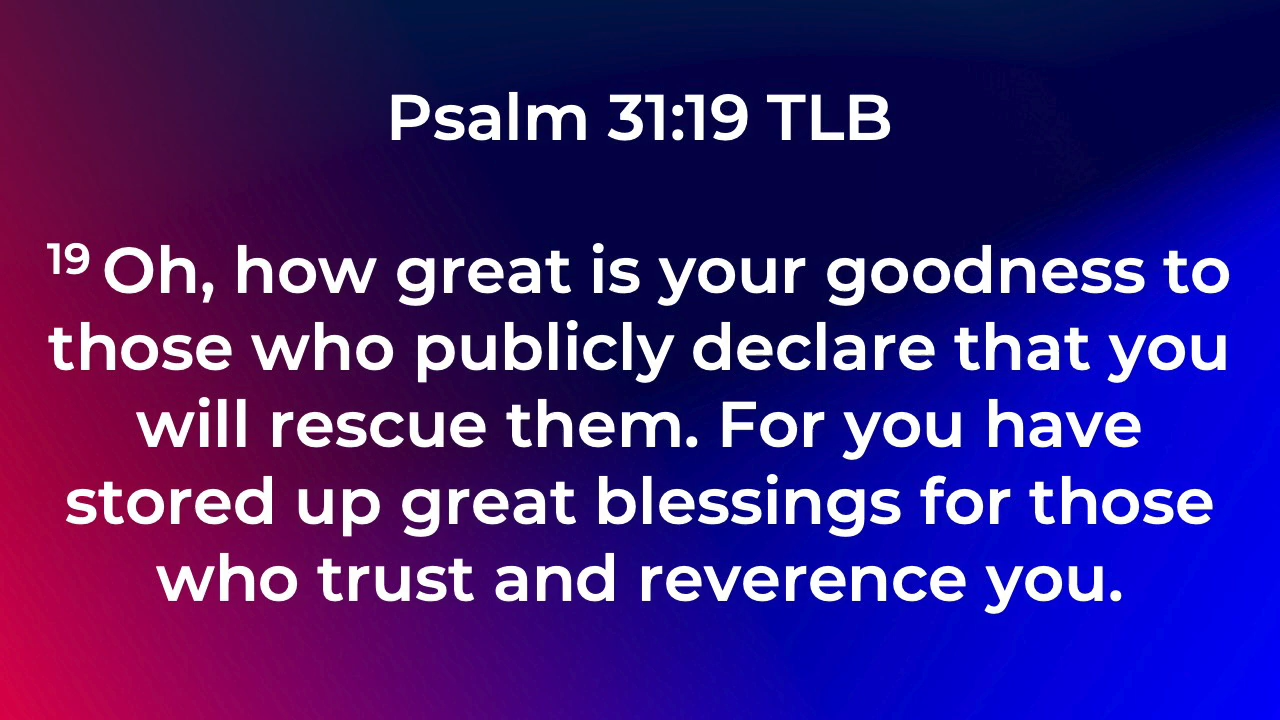 Psalm 31:19 TLB
19 Oh, how great is your goodness to
those who publicly declare that you
will rescue them. For you have
stored up great blessings for those
who trust and reverence you.